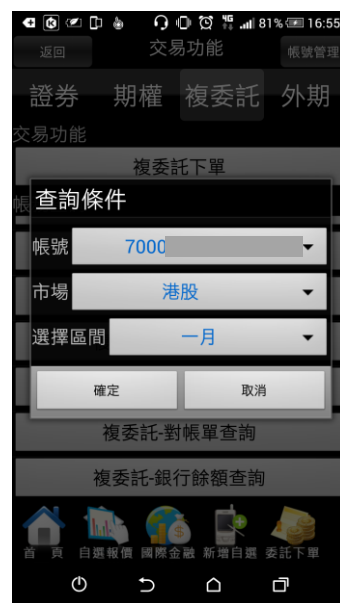 4G 81% 16:55
返回 交易功能 帳號管理
證券 期權 複委託 外期
交易功能
複委託下單
帳
查詢條件
帳號 7000
市場 港股
選擇區間 一月
確定 取消
複委託-對帳單查詢
複委託-銀行餘額查詢
首 頁 自選報價 國際金融 新增自選 委託下單